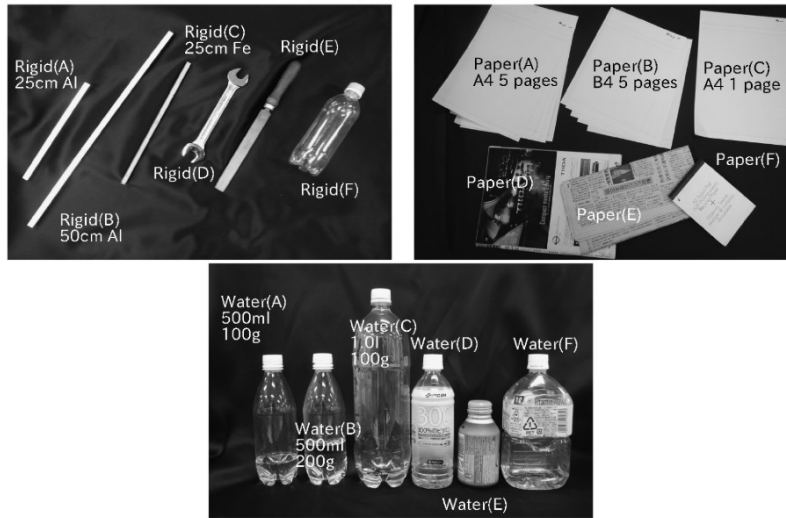 Rigid(A)
25cm Al
Rigid(B)
50cm Al
Rigid(C)
25cm Fe
Rigid(D)
Rigid(E)
Rigid(F)
Paper(A)
A4 5 pages
Paper(B)
B4 5 pages
Paper(C)
A4 1 page
Paper(D)
Paper(E)
Paper(F)
Water(A)
500ml
100g
Water(B)
500ml
200g
Water(C)
1.0l
100g
Water(D)
30
Water(E)
Water(F)